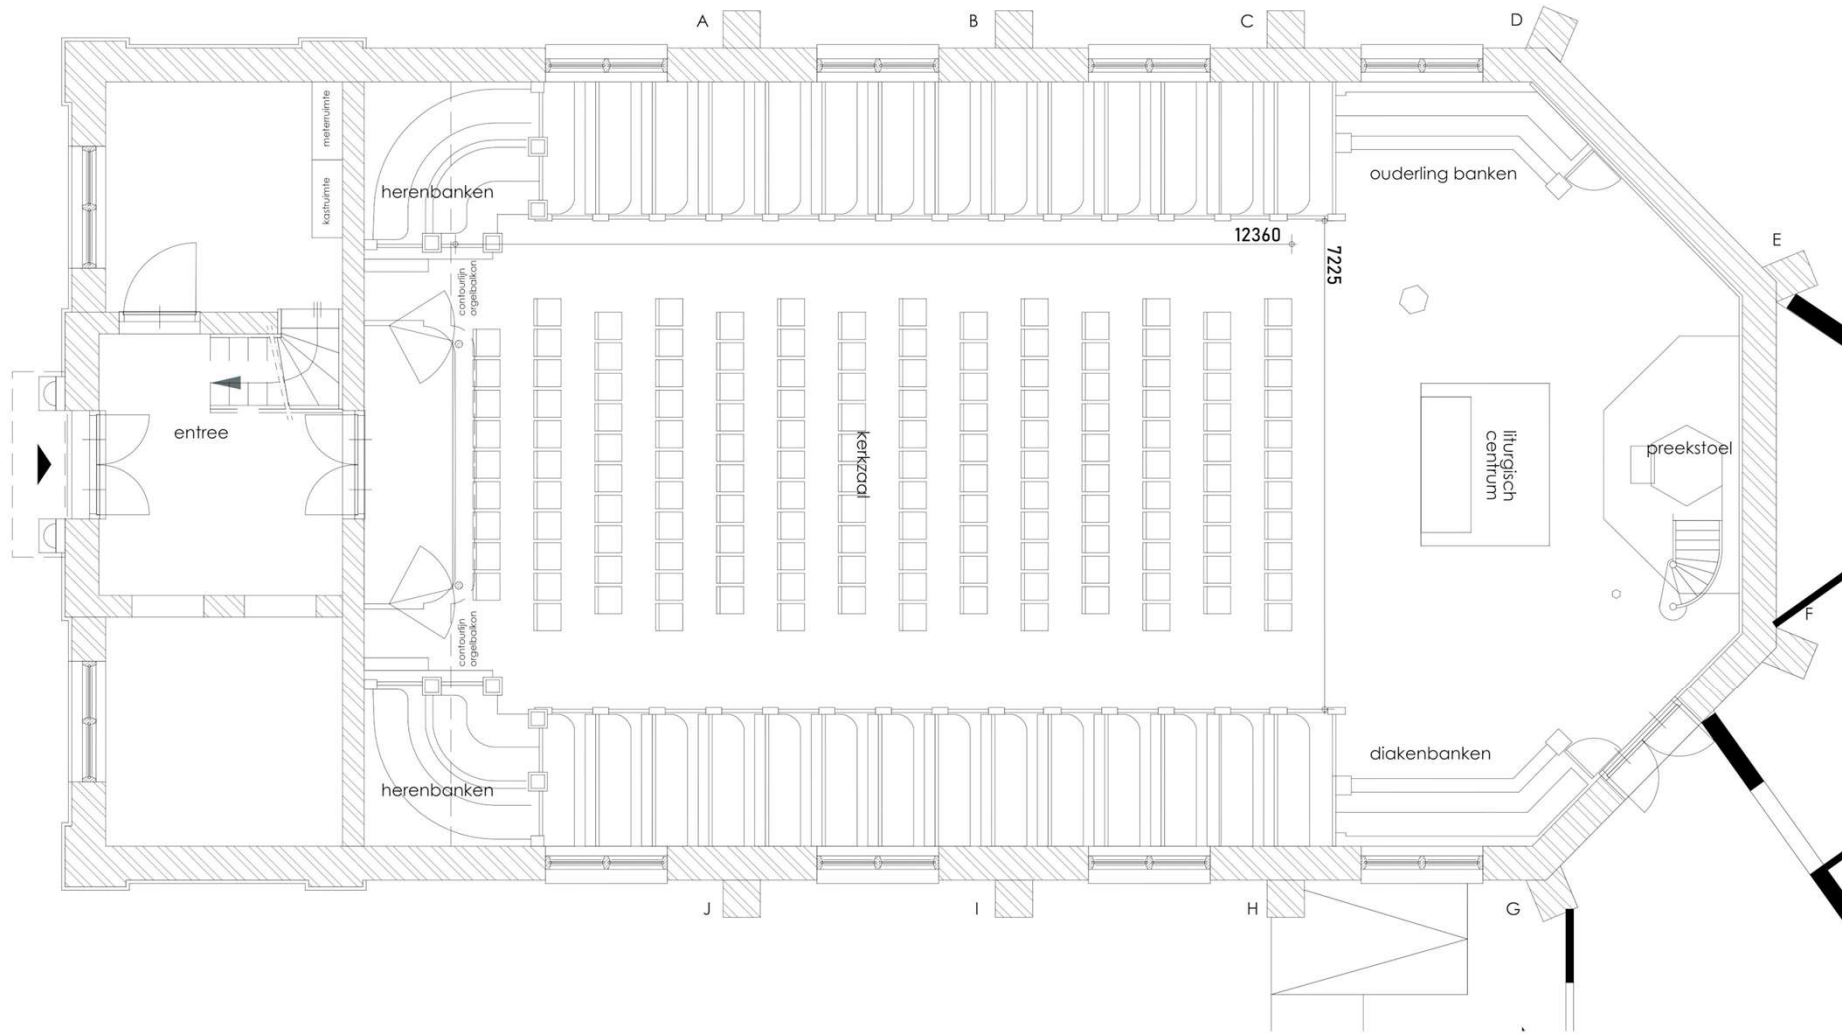 A
B
C
D
meterruimte
kastruimte
herenbanken
ouderling banken
12360
7225
E
contourlijn
orgelbalkon
entree
kerkzaal
liturgisch
centrum
preekstoel
contourlijn
orgelbalkon
F
herenbanken
diakenbanken
J
I
H
G